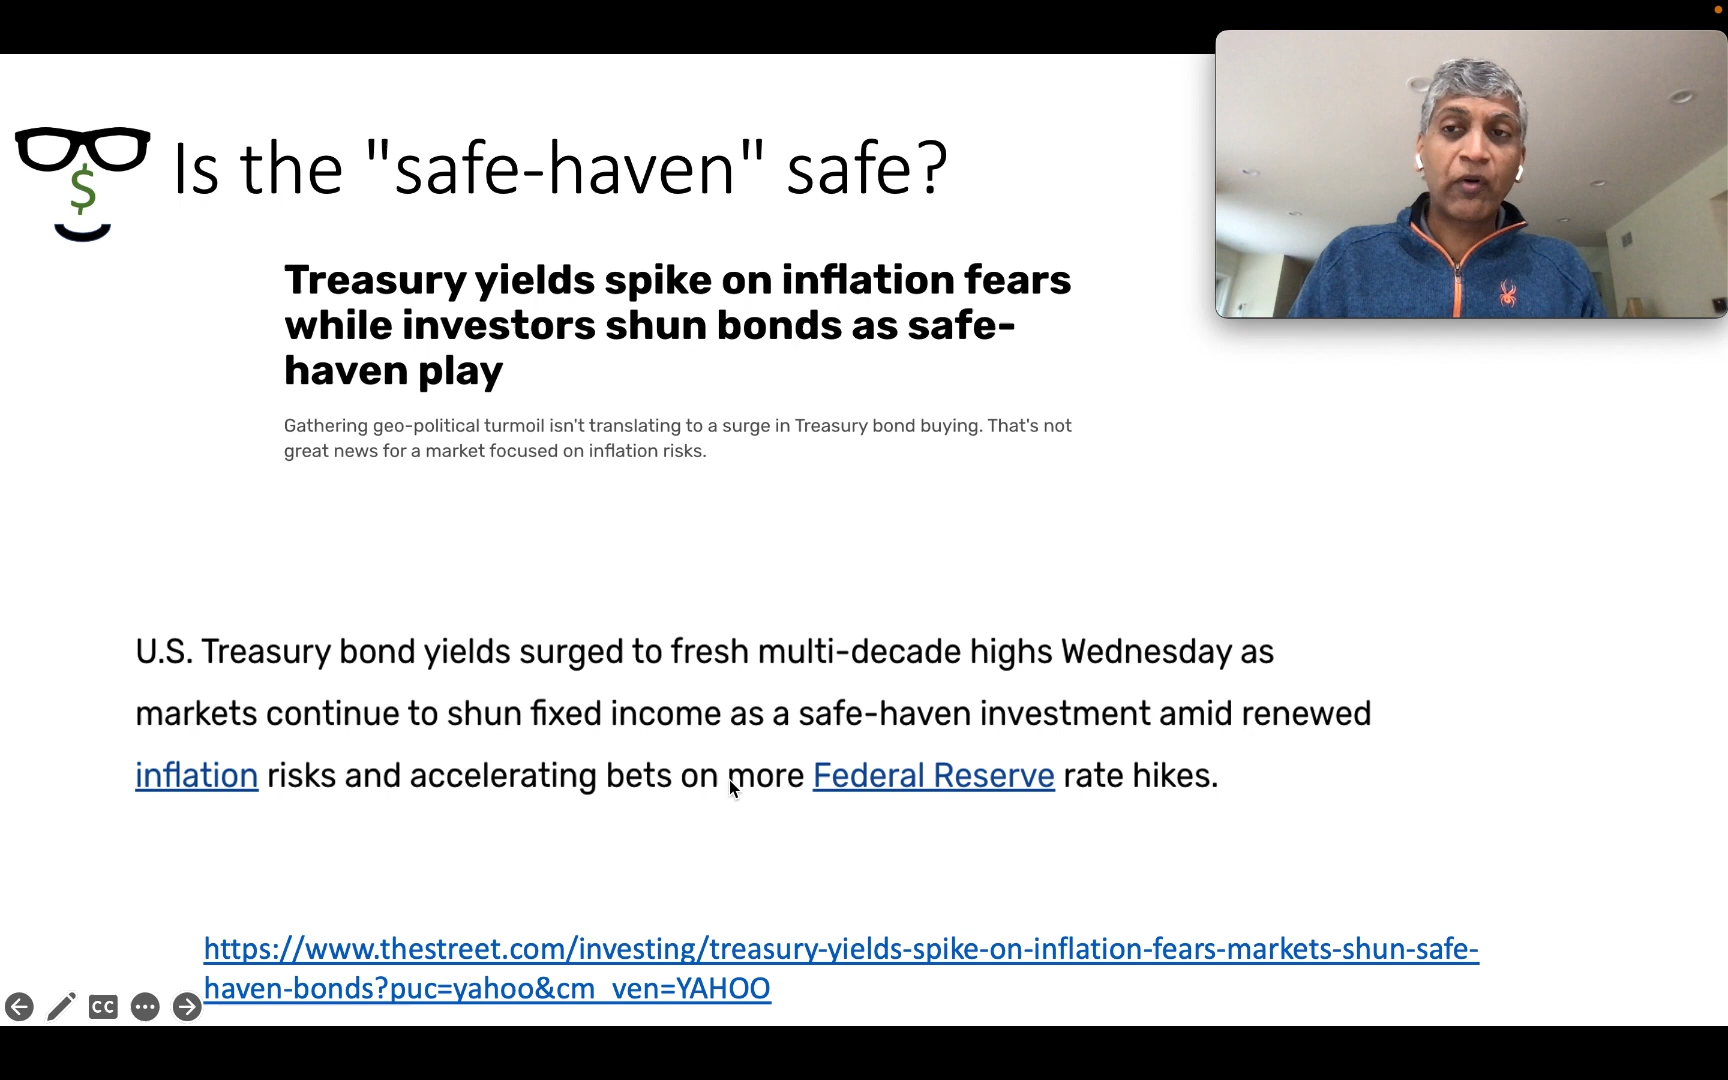 $
Is the "safe-haven" safe?
Treasury yields spike on inflation fears
while investors shun bonds as safe-
haven play
Gathering geo-political turmoil isn't translating to a surge in Treasury bond buying. That's not
great news for a market focused on inflation risks.
U.S. Treasury bond yields surged to fresh multi-decade highs Wednesday as
markets continue to shun fixed income as a safe-haven investment amid renewed
inflation risks and accelerating bets on more Federal Reserve rate hikes.
https://www.thestreet.com/investing/treasury-yields-spike-on-inflation-fears-markets-shun-safe-
haven-bonds?puc=yahoo&cm_ven=YAHOO
CC